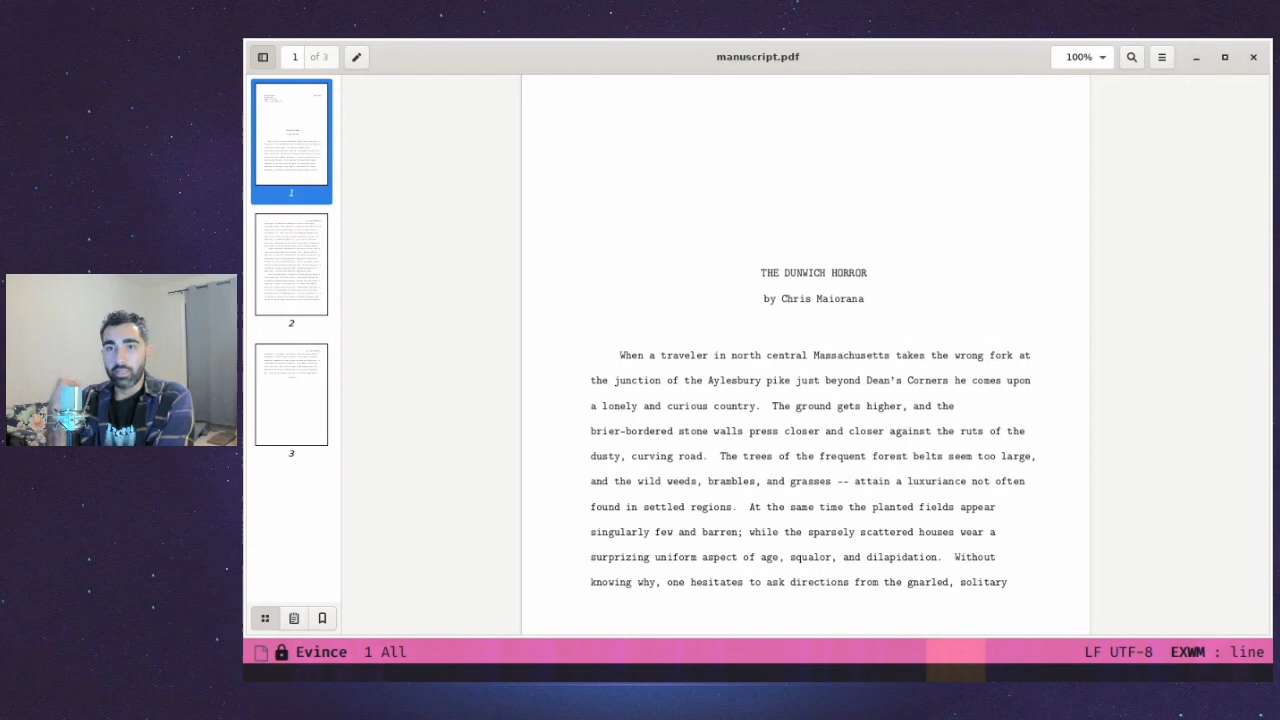 1 of 3
manuscript.pdf
100%
1
2
3
THE DUNWICH HORROR
by Chris Maiorana
When a traveler in north central Massachusetts takes the wrong fork at
the junction of the Aylesbury pike just beyond Dean's Corners he comes upon
a lonely and curious country. The ground gets higher, and the
brier-bordered stone walls press closer and closer against the ruts of the
dusty, curving road. The trees of the frequent forest belts seem too large,
and the wild weeds, brambles, and grasses -- attain a luxuriance not often
found in settled regions. At the same time the planted fields appear
singularly few and barren; while the sparsely scattered houses wear a
surprizing uniform aspect of age, squalor, and dilapidation. Without
knowing why, one hesitates to ask directions from the gnarled, solitary
Evince 1 All LF UTF-8 EXWM : line